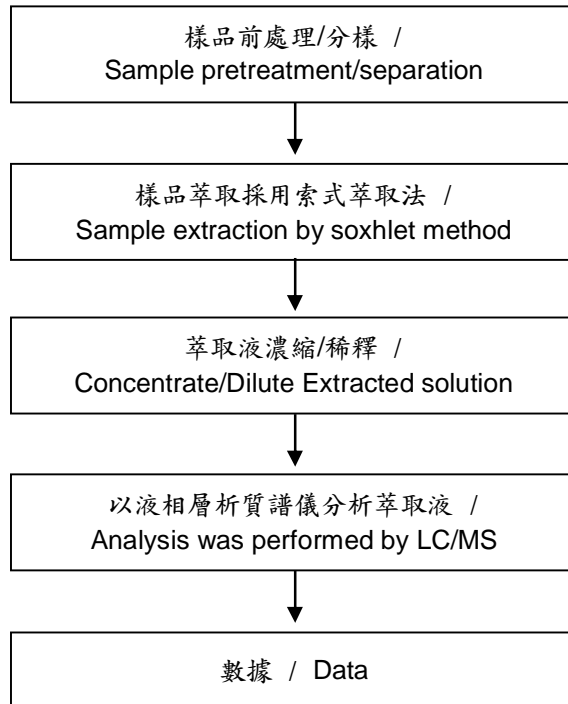 樣品前處理/分樣 /
Sample pretreatment/separation
樣品萃取採用索式萃取法 /
Sample extraction by soxhlet method
萃取液濃縮/稀釋 /
Concentrate/Dilute Extracted solution
以液相層析質譜儀分析萃取液 /
Analysis was performed by LC/MS
數據 / Data